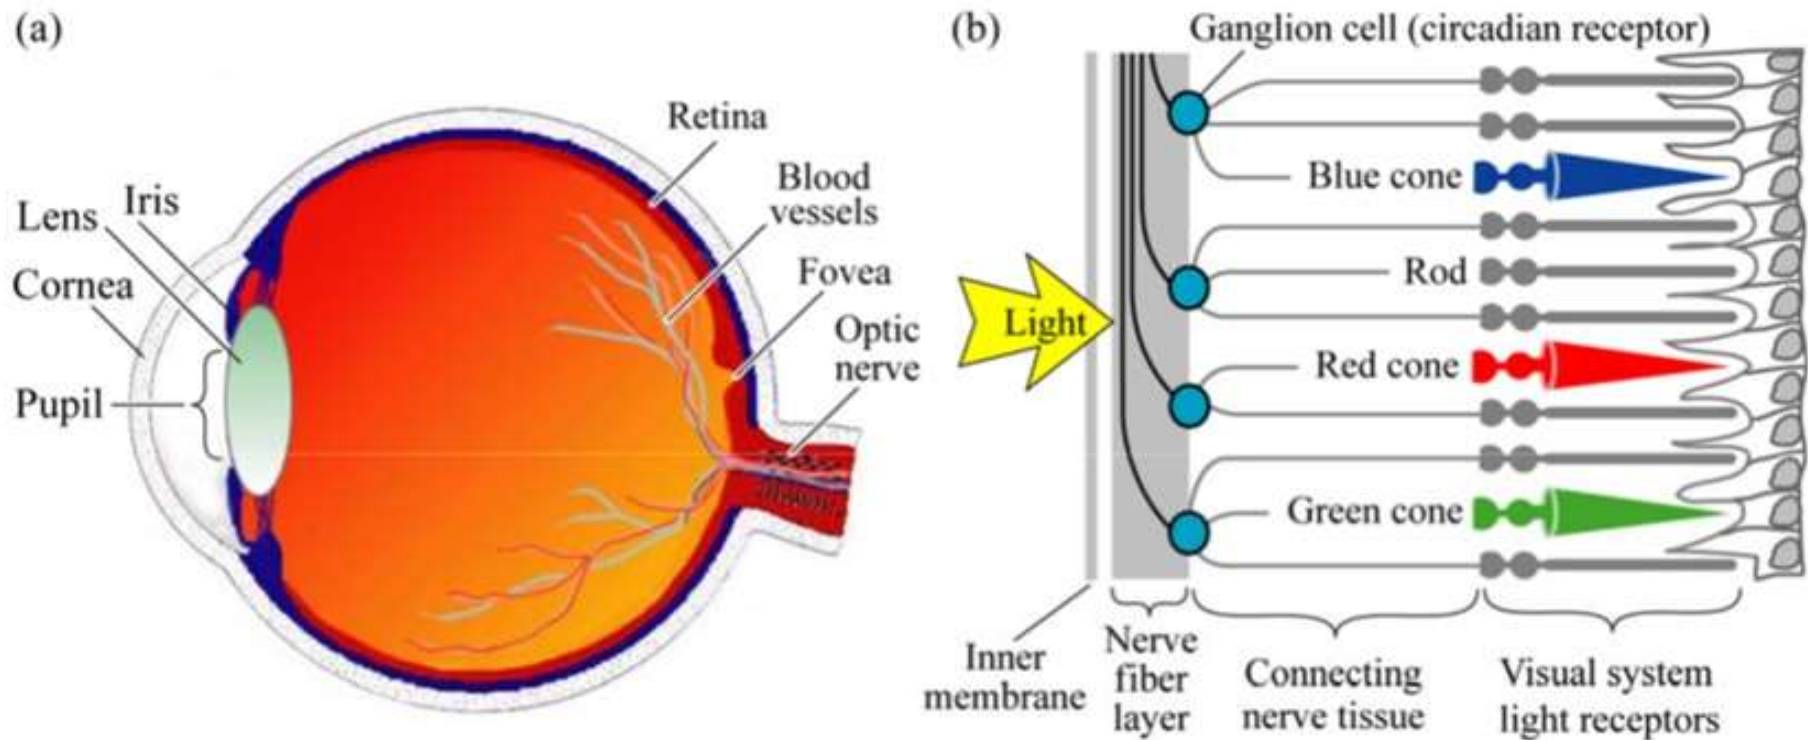 (a)
Retina
Blood
vessels
Iris
Lens
Cornea
Fovea
Optic
nerve
Pupil
(b)
Ganglion cell (circadian receptor)
Blue cone
Rod
Light
Red cone
Green cone
Inner
membrane
Nerve
fiber
layer
Connecting
nerve tissue
Visual system
light receptors